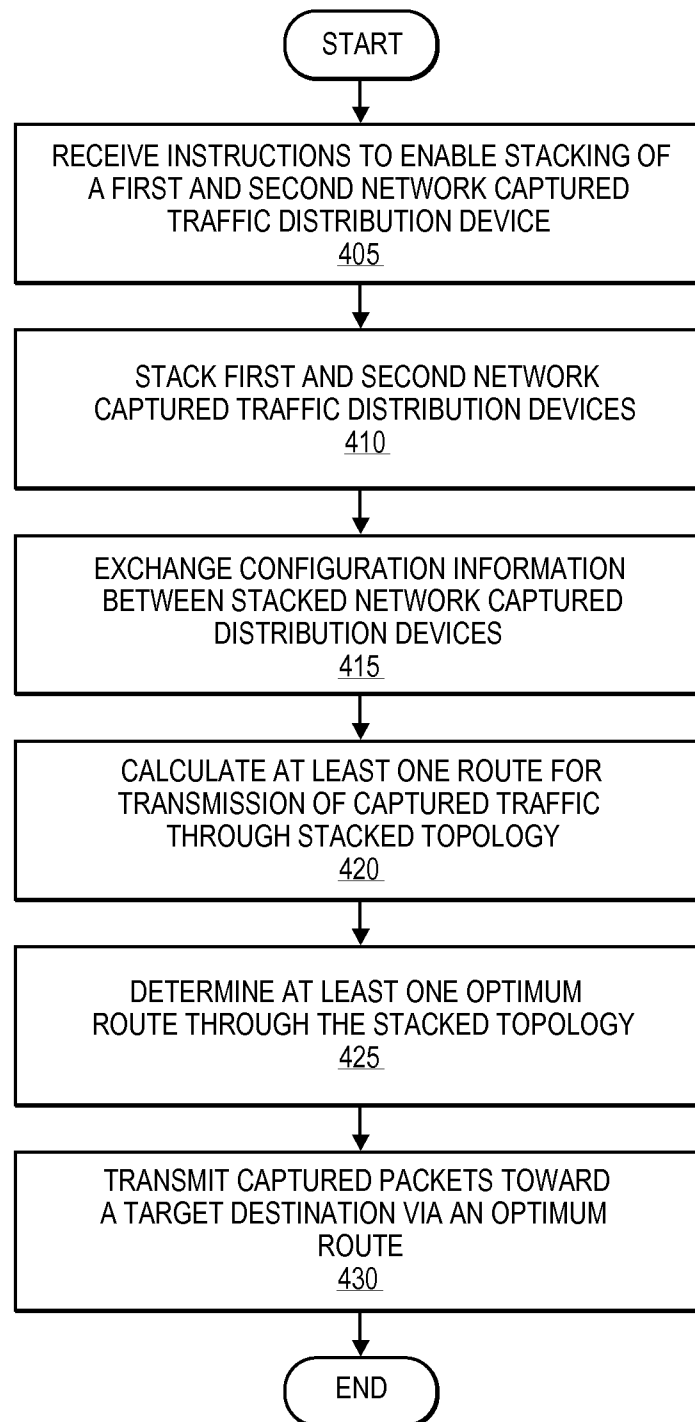 START
RECEIVE INSTRUCTIONS TO ENABLE STACKING OF
A FIRST AND SECOND NETWORK CAPTURED
TRAFFIC DISTRIBUTION DEVICE
405
STACK FIRST AND SECOND NETWORK
CAPTURED TRAFFIC DISTRIBUTION DEVICES
410
EXCHANGE CONFIGURATION INFORMATION
BETWEEN STACKED NETWORK CAPTURED
DISTRIBUTION DEVICES
415
CALCULATE AT LEAST ONE ROUTE FOR
TRANSMISSION OF CAPTURED TRAFFIC
THROUGH STACKED TOPOLOGY
420
DETERMINE AT LEAST ONE OPTIMUM
ROUTE THROUGH THE STACKED TOPOLOGY
425
TRANSMIT CAPTURED PACKETS TOWARD
A TARGET DESTINATION VIA AN OPTIMUM
ROUTE
430
END